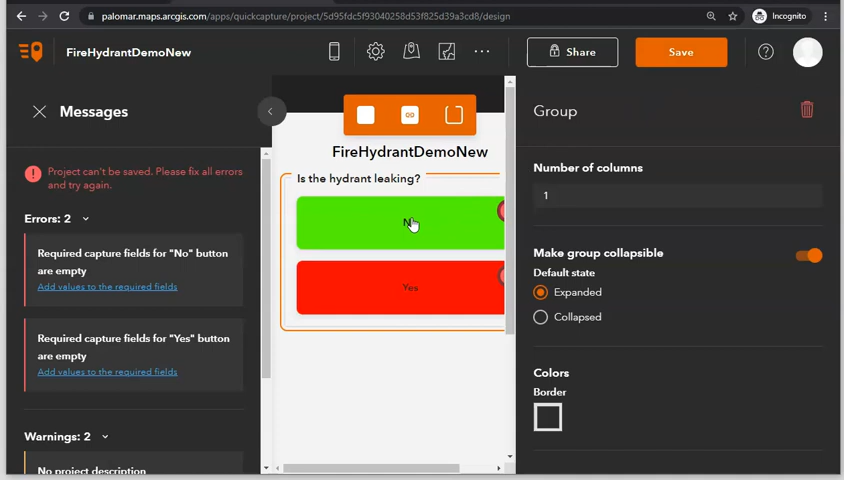 palomar.maps.arcgis.com/apps/quickcapture/project/5d95fdc5f93040258d53f825d39a3cd8/design
Incognito
FireHydrantDemoNew
Share
Save
Messages
Project can't be saved. Please fix all errors
and try again.
Errors: 2
Required capture fields for "No" button
are empty
Add values to the required fields
Required capture fields for "Yes" button
are empty
Add values to the required fields
Warnings: 2
No project description
FireHydrantDemoNew
Is the hydrant leaking?
Yes
Group
Number of columns
1
Make group collapsible
Default state
Expanded
Collapsed
Colors
Border